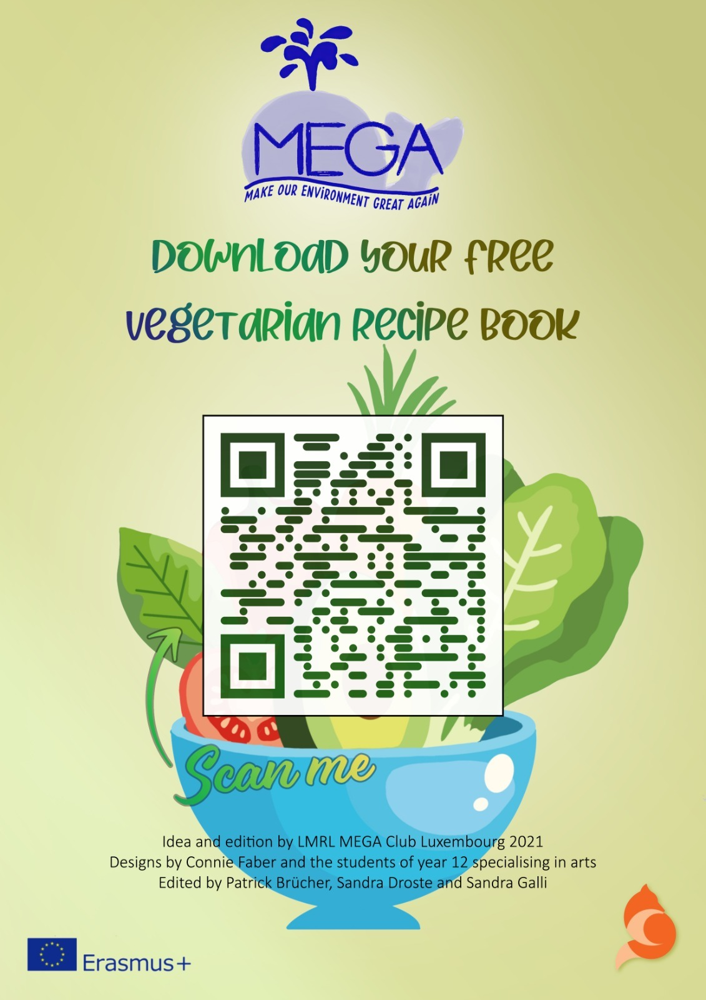 MEGA
MAKE OUR ENVIRONMENT GREAT AGAIN
DOWNLOAD YOUR FREE
VEGETARIAN RECIPE BOOK
Scan me
Idea and edition by LMRL MEGA Club Luxembourg 2021
Designs by Connie Faber and the students of year 12 specialising in arts
Edited by Patrick Brücher, Sandra Droste and Sandra Galli
Erasmus+